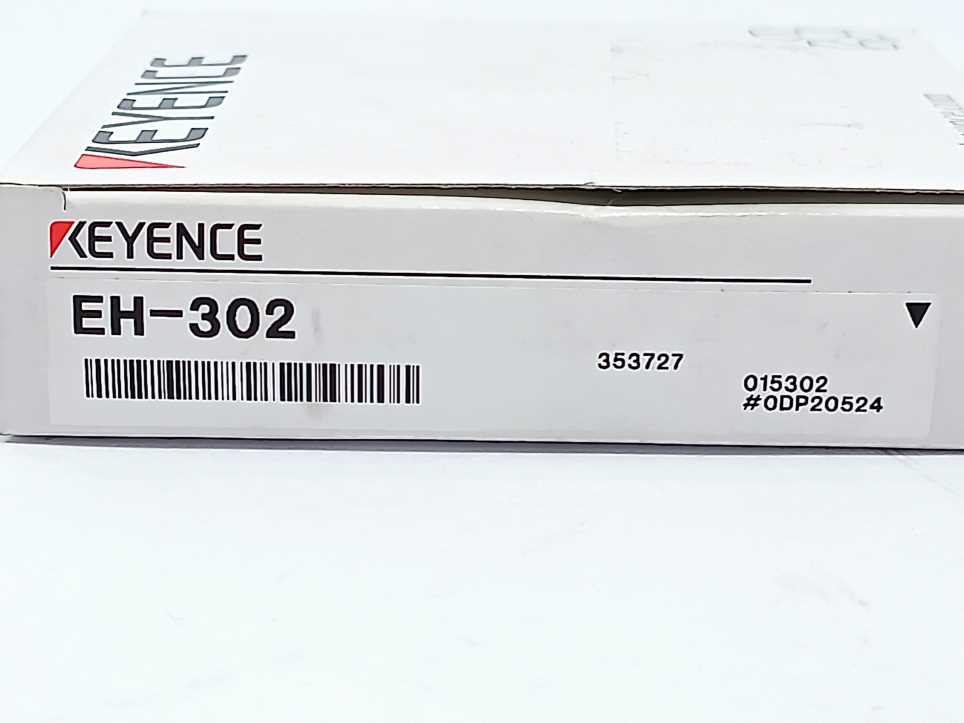 KEYENCE
KEYENCE
EH-302
353727
015302
#0DP20524